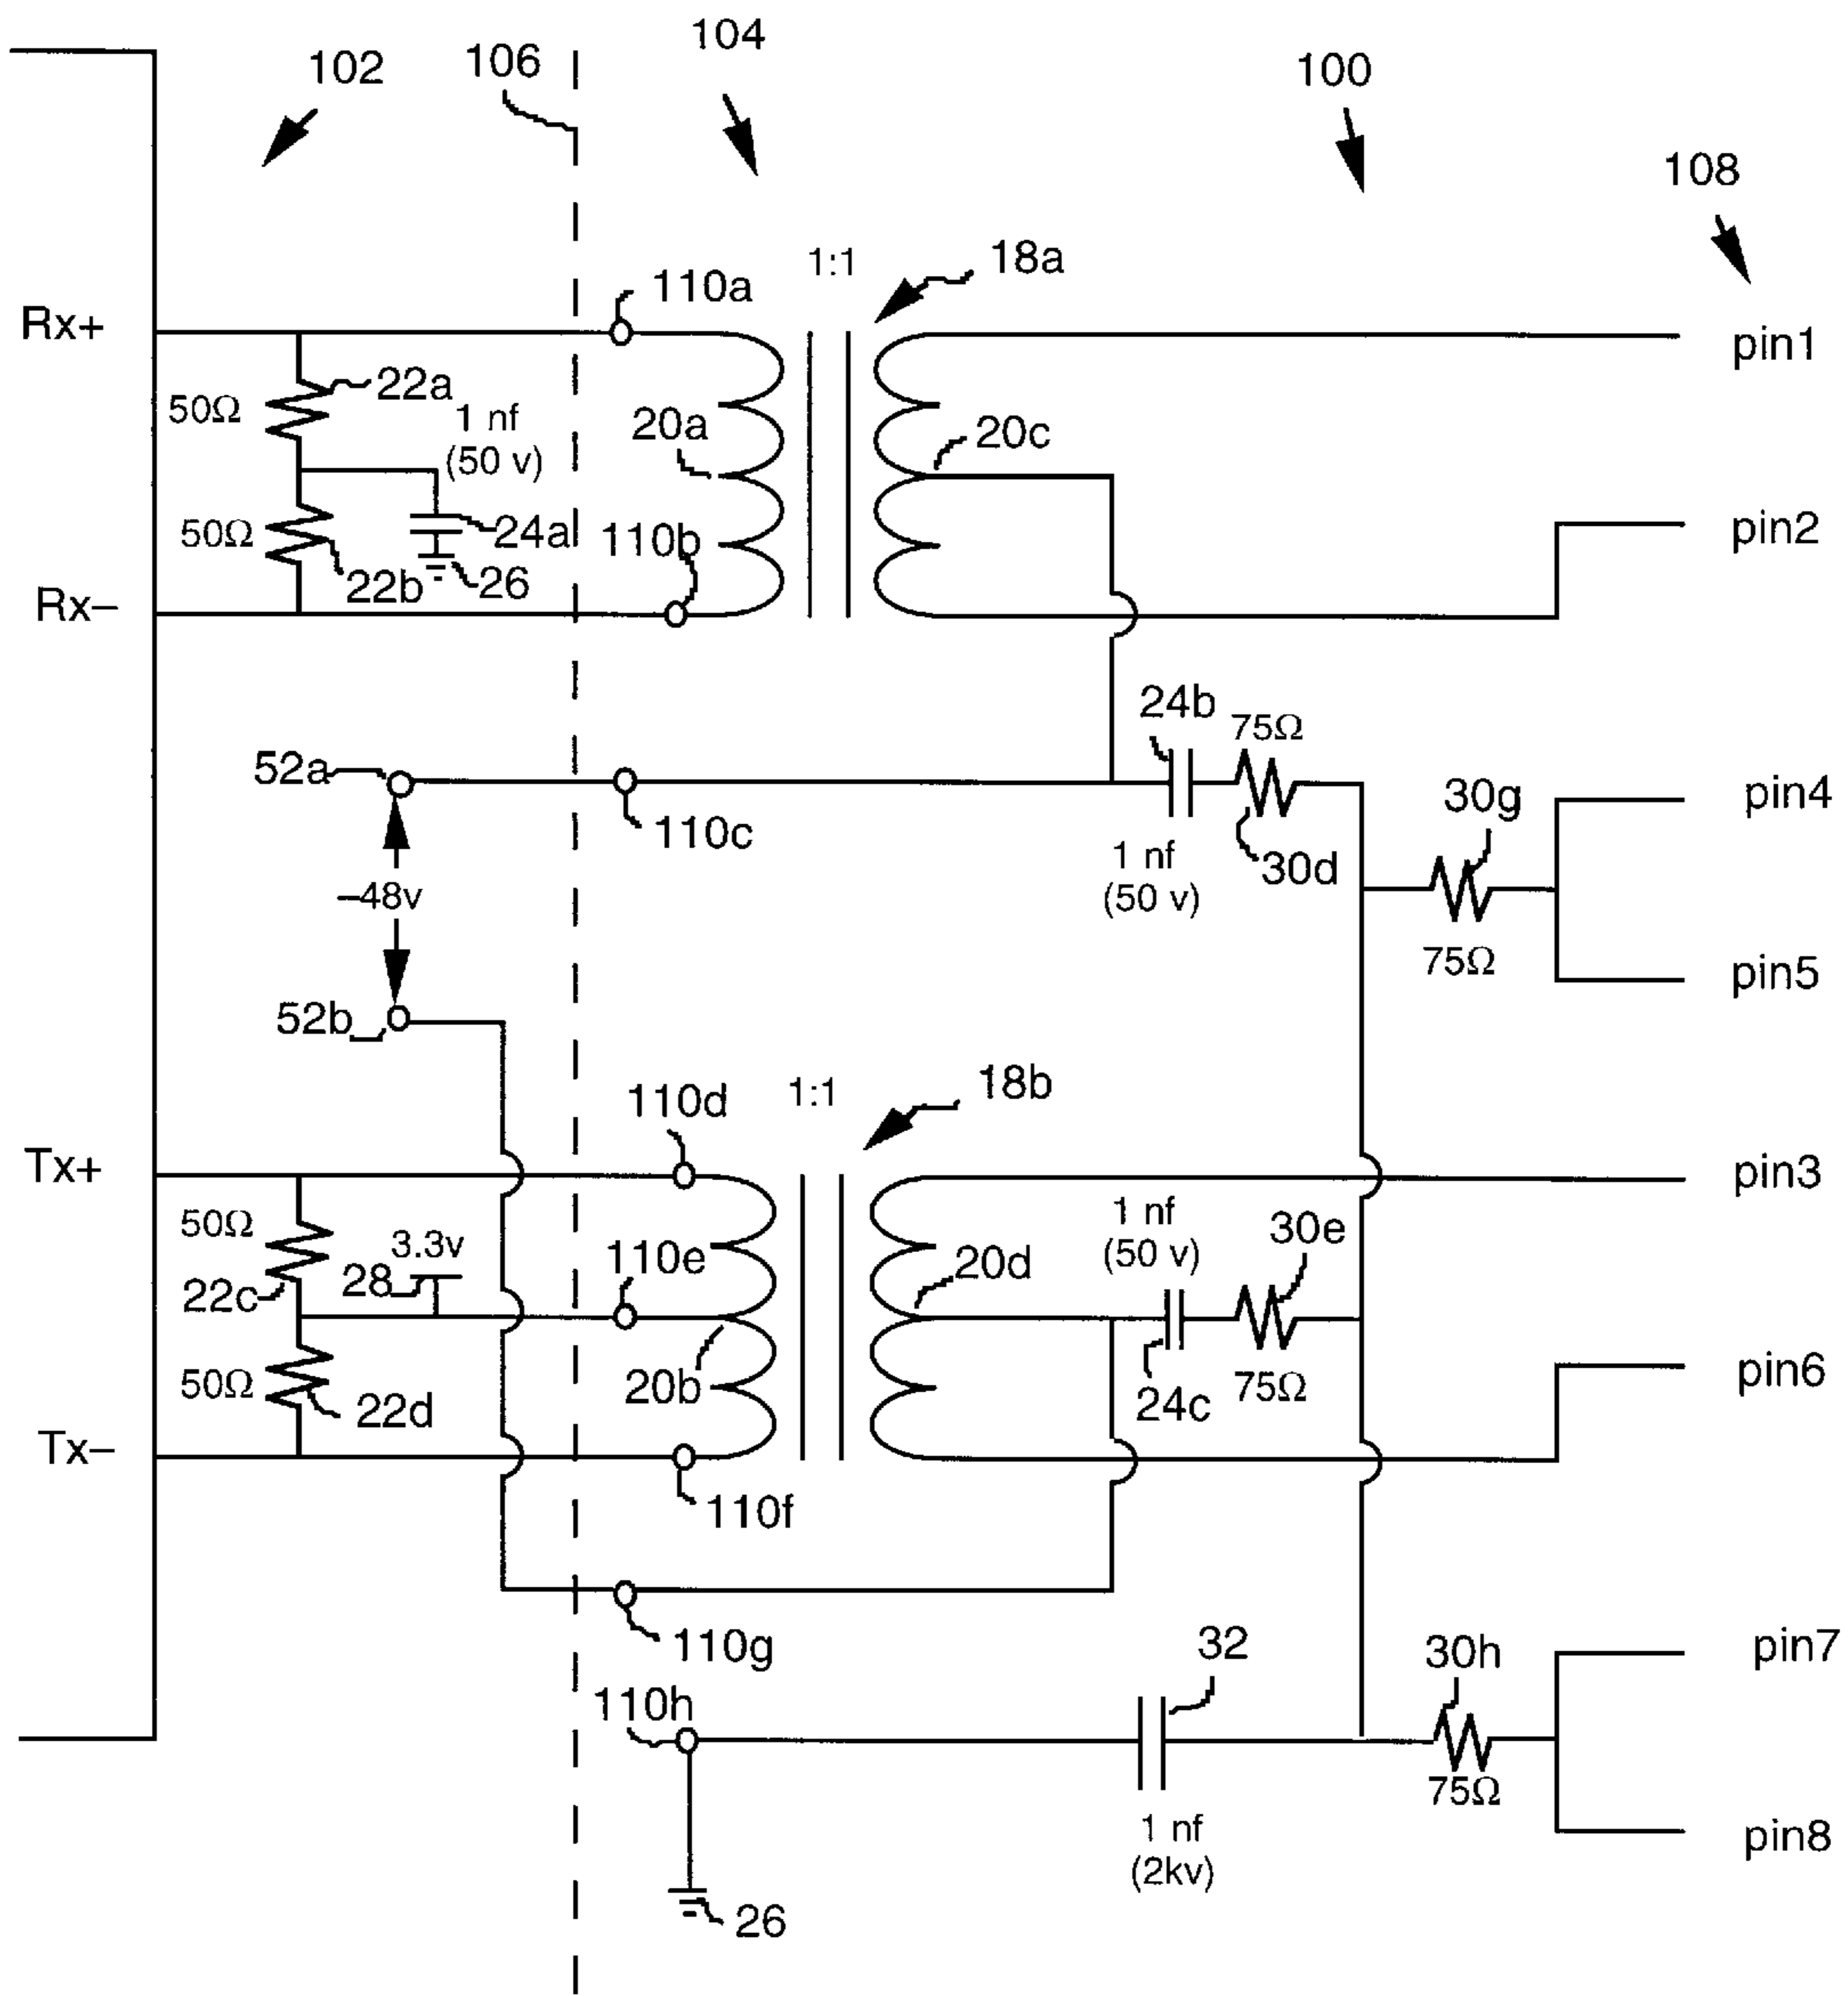 104
102
106
100
108
1:1
18a
110a
Rx+
pin1
22a
50Ω
1 nf
(50 v)
20a
20c
50Ω
24a
110b
pin2
22b
26
Rx–
24b
75Ω
52a
110c
30g
pin4
1 nf
(50 v)
30d
–48v
75Ω
pin5
52b
110d
1:1
18b
Tx+
pin3
50Ω
3.3v
1 nf
(50 v)
30e
28
110e
20d
22c
50Ω
22d
20b
24c
75Ω
pin6
Tx–
110f
110g
32
30h
pin7
110h
75Ω
1 nf
(2kv)
pin8
26